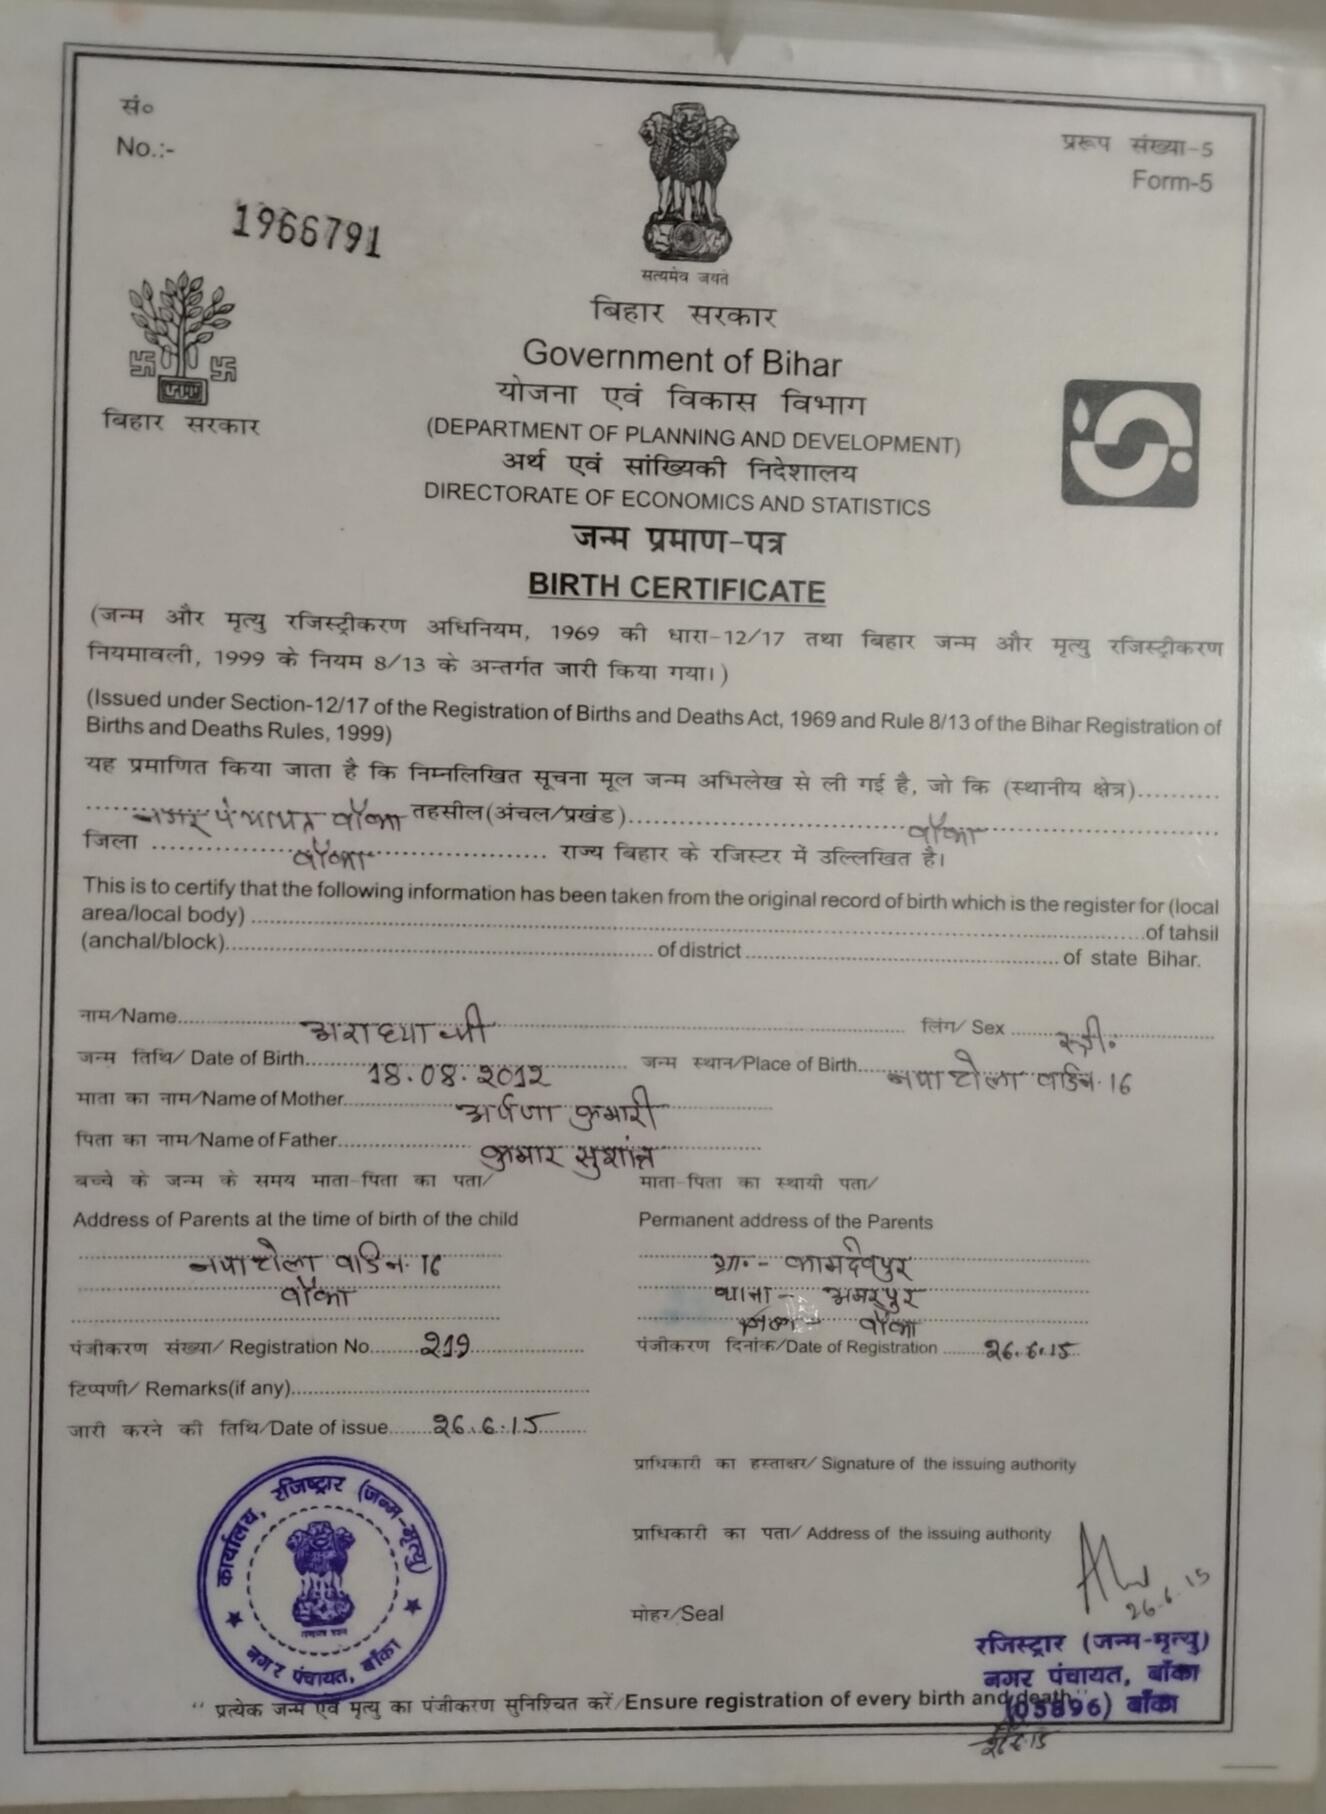 सं०
No.:-
प्ररूप संख्या-5
Form-5
1966791
सत्यमेव जयते
बिहार सरकार
बिहार सरकार
Government of Bihar
योजना एवं विकास विभाग
(DEPARTMENT OF PLANNING AND DEVELOPMENT)
अर्थ एवं सांख्यिकी निदेशालय
DIRECTORATE OF ECONOMICS AND STATISTICS
जन्म प्रमाण-पत्र
BIRTH CERTIFICATE
(जन्म और मृत्यु रजिस्ट्रीकरण अधिनियम, 1969 की धारा-12/17 तथा बिहार जन्म और मृत्यु रजिस्ट्रीकरण
नियमावली, 1999 के नियम 8/13 के अन्तर्गत जारी किया गया।)
(Issued under Section-12/17 of the Registration of Births and Deaths Act, 1969 and Rule 8/13 of the Bihar Registration of
Births and Deaths Rules, 1999)
यह प्रमाणित किया जाता है कि निम्नलिखित सूचना मूल जन्म अभिलेख से ली गई है, जो कि (स्थानीय क्षेत्र)..........
नगर पंचायत बाँका तहसील(अंचल/प्रखंड) बाँका
जिला बाँका राज्य बिहार के रजिस्टर में उल्लिखित है।
This is to certify that the following information has been taken from the original record of birth which is the register for (local
area/local body) of tahsil
(anchal/block) of district of state Bihar.
नाम/Name अराध्या श्री लिंग/ Sex स्त्री.
जन्म तिथि/ Date of Birth 18.08.2012 जन्म स्थान/Place of Birth नयाटोला वार्ड न. 16
माता का नाम/Name of Mother अर्पणा कुमारी
पिता का नाम/Name of Father कुमार सुशांत
बच्चे के जन्म के समय माता-पिता का पता/ माता-पिता का स्थायी पता/
Address of Parents at the time of birth of the child Permanent address of the Parents
नयाटोला वार्ड न. 16 ग्रा.- कामदेवपुर
बाँका थाना - अमरपुर
जिला - बाँका
पंजीकरण संख्या/ Registration No. 219 पंजीकरण दिनांक/Date of Registration 26.6.15
टिप्पणी/ Remarks(if any)
जारी करने की तिथि/Date of issue 26.6.15
प्राधिकारी का हस्ताक्षर/ Signature of the issuing authority
प्राधिकारी का पता/ Address of the issuing authority
कार्यालय, रजिष्ट्रार (जन्म-मृत्यु)
नगर पंचायत, बाँका
26.6.15
मोहर/Seal
रजिस्ट्रार (जन्म-मृत्यु)
नगर पंचायत, बाँका
(05896) बाँका
"प्रत्येक जन्म एवं मृत्यु का पंजीकरण सुनिश्चित करें/Ensure registration of every birth and death"